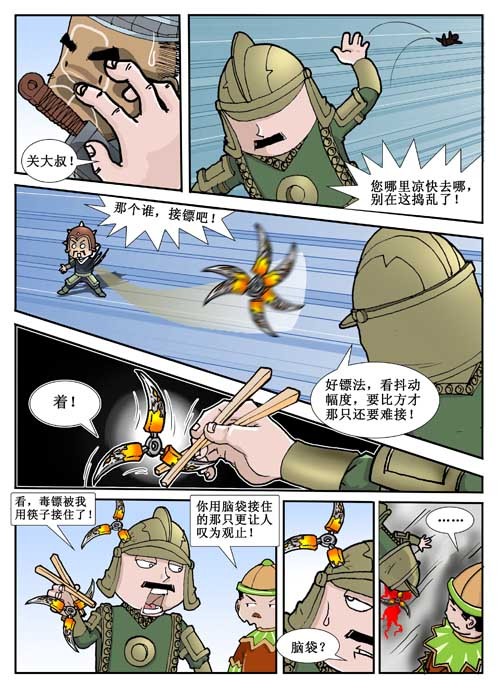 关大叔！
您哪里凉快去哪，
别在这捣乱了！
那个谁，接镖吧！
好镖法，看抖动
幅度，要比方才
那只还要难接！
着！
看，毒镖被我
用筷子接住了！
你用脑袋接住
的那只更让人
叹为观止！
脑袋？
……